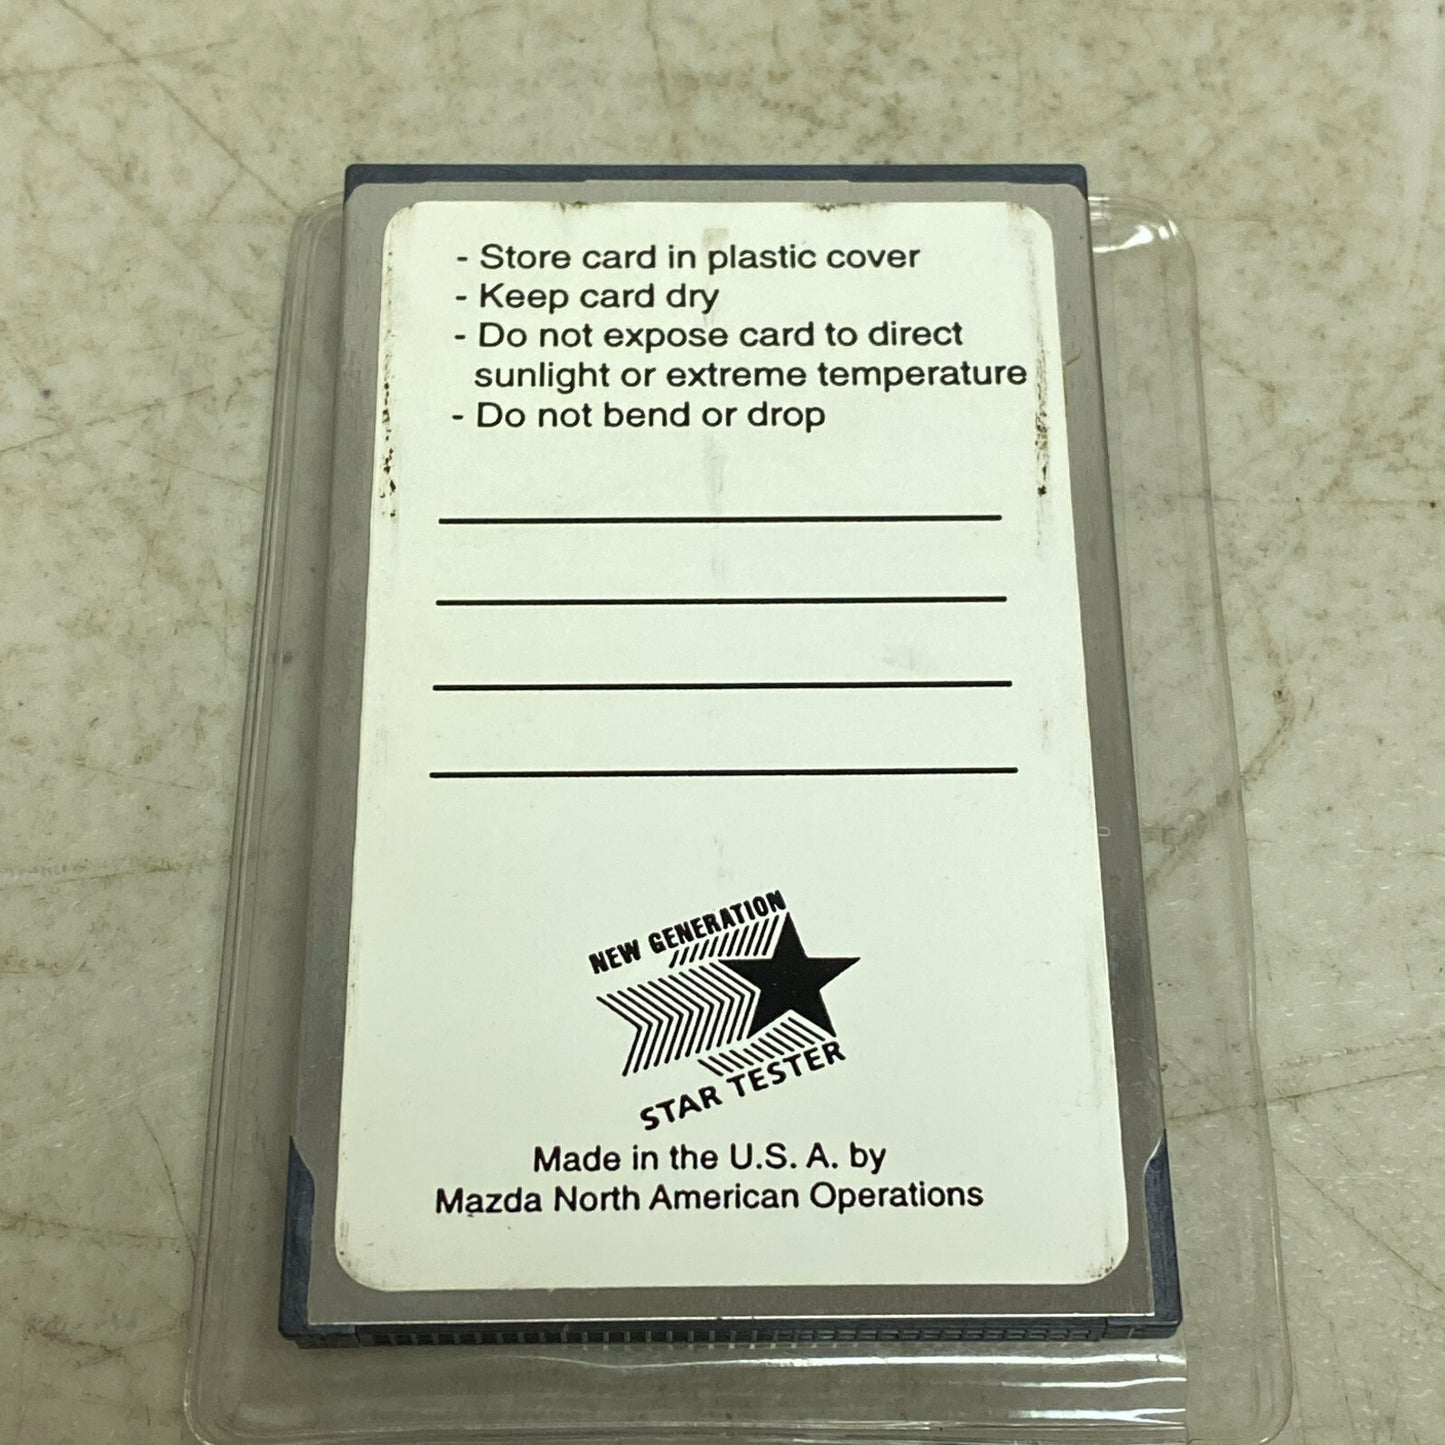 - Store card in plastic cover
- Keep card dry
- Do not expose card to direct
sunlight or extreme temperature
- Do not bend or drop
NEW GENERATION
STAR TESTER
Made in the U.S. A. by
Mazda North American Operations